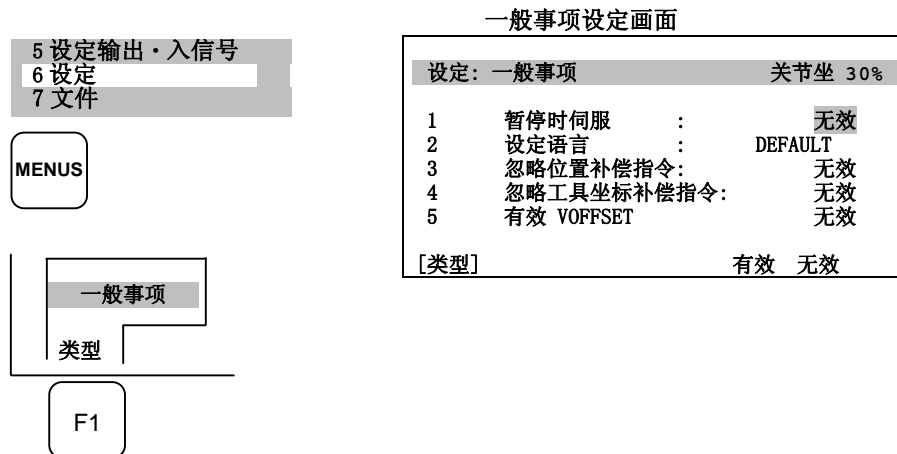 5 设定输出・入信号
6 设定
7 文件
MENUS
一般事项
类型
F1
一般事项设定画面
设定: 一般事项 关节坐 30%
1 暂停时伺服 : 无效
2 设定语言 : DEFAULT
3 忽略位置补偿指令: 无效
4 忽略工具坐标补偿指令: 无效
5 有效 VOFFSET 无效
[类型] 有效 无效